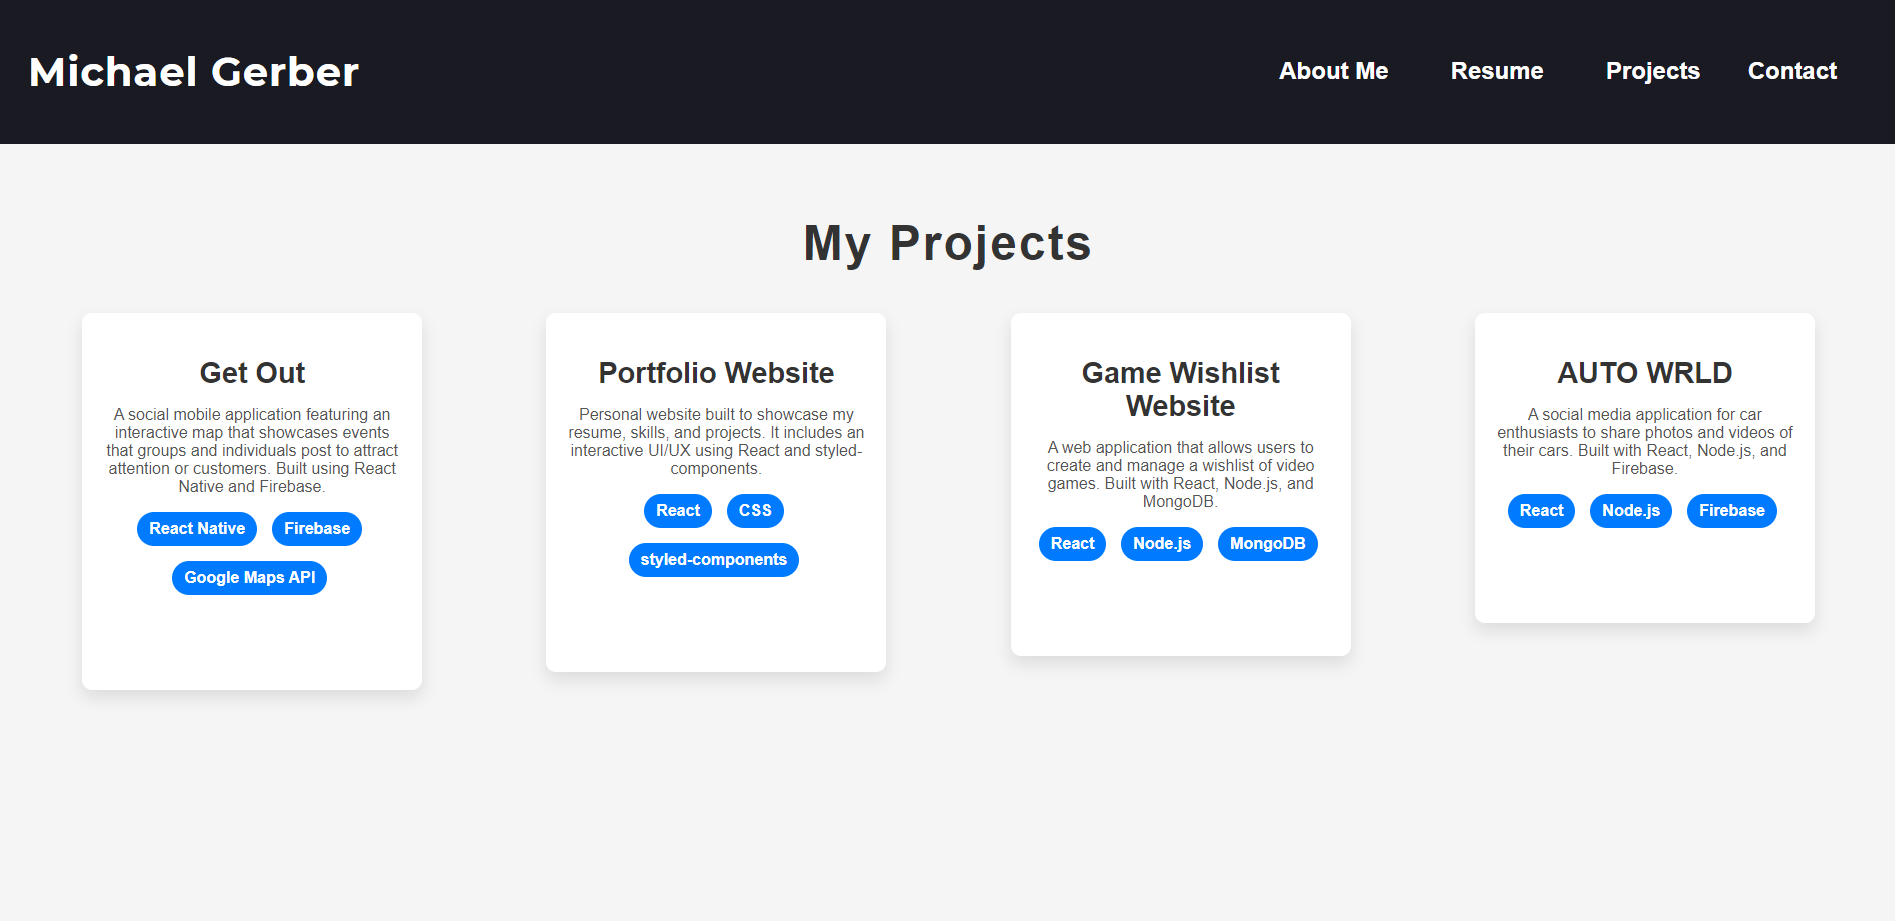 Michael Gerber
About Me Resume Projects Contact
My Projects
Get Out
A social mobile application featuring an
interactive map that showcases events
that groups and individuals post to attract
attention or customers. Built using React
Native and Firebase.
React Native Firebase
Google Maps API
Portfolio Website
Personal website built to showcase my
resume, skills, and projects. It includes an
interactive UI/UX using React and styled-
components.
React CSS
styled-components
Game Wishlist
Website
A web application that allows users to
create and manage a wishlist of video
games. Built with React, Node.js, and
MongoDB.
React Node.js MongoDB
AUTO WRLD
A social media application for car
enthusiasts to share photos and videos of
their cars. Built with React, Node.js, and
Firebase.
React Node.js Firebase